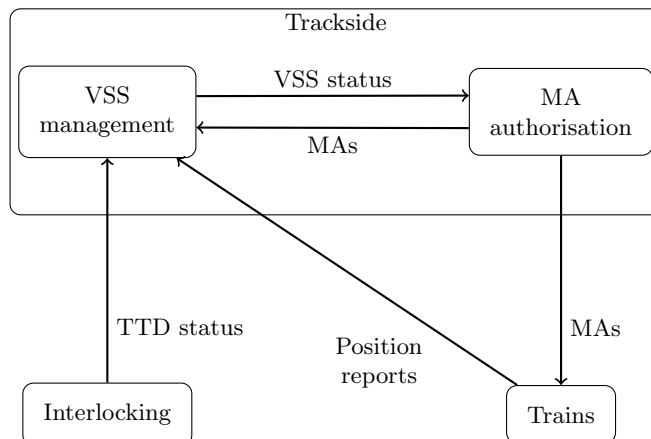 Trackside
VSS
management
VSS status
MAs
MA
authorisation
TTD status
Position
reports
MAs
Interlocking
Trains